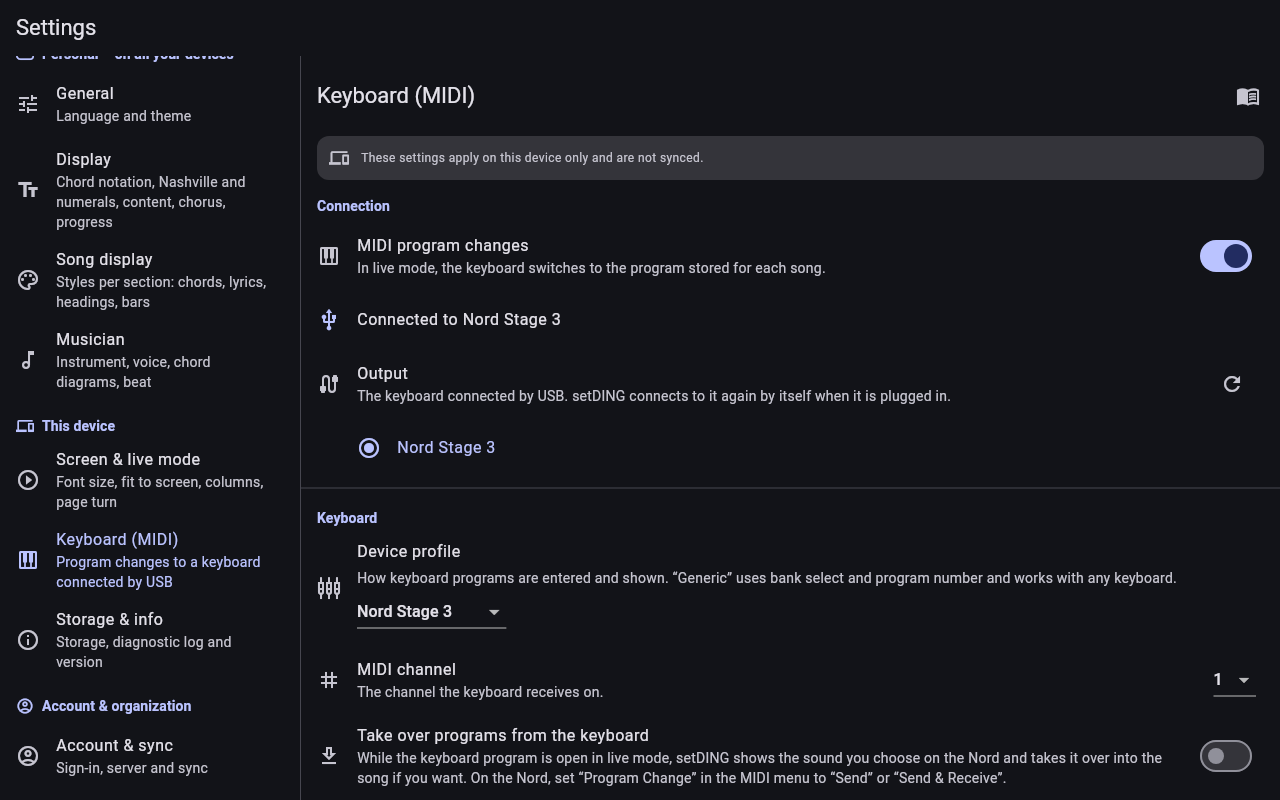 Settings
Personal – on all your devices
General
Language and theme
Display
Chord notation, Nashville and
numerals, content, chorus,
progress
Song display
Styles per section: chords, lyrics,
headings, bars
Musician
Instrument, voice, chord
diagrams, beat
This device
Screen & live mode
Font size, fit to screen, columns,
page turn
Keyboard (MIDI)
Program changes to a keyboard
connected by USB
Storage & info
Storage, diagnostic log and
version
Account & organization
Account & sync
Sign-in, server and sync
Keyboard (MIDI)
These settings apply on this device only and are not synced.
Connection
MIDI program changes
In live mode, the keyboard switches to the program stored for each song.
Connected to Nord Stage 3
Output
The keyboard connected by USB. setDING connects to it again by itself when it is plugged in.
Nord Stage 3
Keyboard
Device profile
How keyboard programs are entered and shown. “Generic” uses bank select and program number and works with any keyboard.
Nord Stage 3
MIDI channel
The channel the keyboard receives on.
1
Take over programs from the keyboard
While the keyboard program is open in live mode, setDING shows the sound you choose on the Nord and takes it over into the
song if you want. On the Nord, set “Program Change” in the MIDI menu to “Send” or “Send & Receive”.